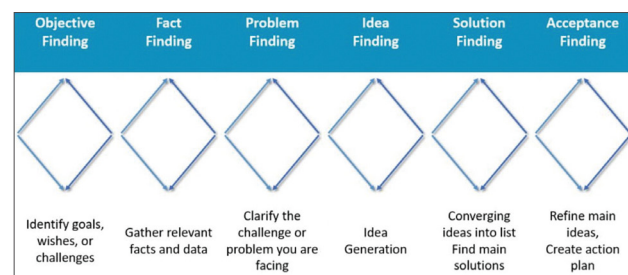 Objective
Finding
Fact
Finding
Problem
Finding
Idea
Finding
Solution
Finding
Acceptance
Finding
Identify goals,
wishes, or
challenges
Gather relevant
facts and data
Clarify the
challenge or
problem you are
facing
Idea
Generation
Converging
ideas into list
Find main
solutions
Refine main
ideas,
Create action
plan